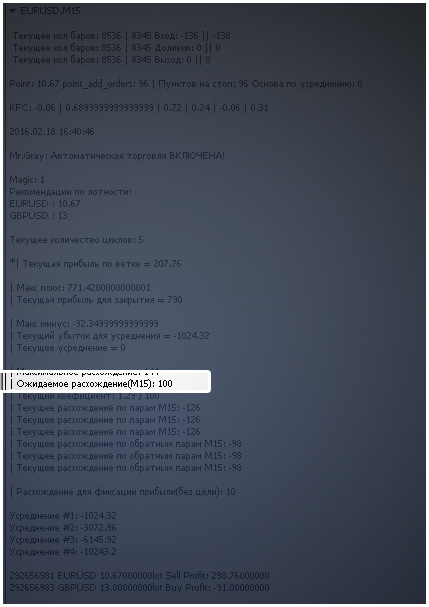 EURUSD,M15
Текущее кол баров: 8536 | 8345 Вход: -136 || -138
Текущее кол баров: 8536 | 8345 Доливки: 0 || 0
Текущее кол баров: 8536 | 8345 Выход: 0 || 0
Point: 10.67 point_add_orders: 96 | Пунктов на стоп: 96 Основа по усреднению: 0
KFC: -0.06 | 0.6899999999999999 | 0.72 | 0.24 | -0.06 | 0.31
2016.02.18 16:40:46
Mr.Gray: Автоматическая торговля ВКЛЮЧЕНА!
Magic: 1
Рекомендации по лотности:
EURUSD : 10.67
GBPUSD : 13
Текущее количество циклов: 5
*| Текущая прибыль по ветке = 207.76
| Макс плюс: 771.4200000000001
| Текущая прибыль для закрытия = 790
| Макс минус: -92.34999999999999
| Текущий убыток для усреднения = -1024.32
| Текущее усреднение = 0
| Максимальное расхождение: 144
| Ожидаемое расхождение(M15): 100
| Текущий коефициент: 1.29 / 100
| Текущее расхождение по парам M15: -126
| Текущее расхождение по парам M15: -126
| Текущее расхождение по парам M15: -126
| Текущее расхождение по обратным парам M15: -98
| Текущее расхождение по обратным парам M15: -98
| Текущее расхождение по обратным парам M15: -98
| Расхождение для фиксации прибыли(без цели): 10
Усреднение #1: -1024.32
Усреднение #2: -3072.96
Усреднение #3: -6145.92
Усреднение #4: -10243.2
292656981 EURUSD 10.67000000lot Sell Profit: 298.76000000
292656983 GBPUSD 13.00000000lot Buy Profit: -91.00000000